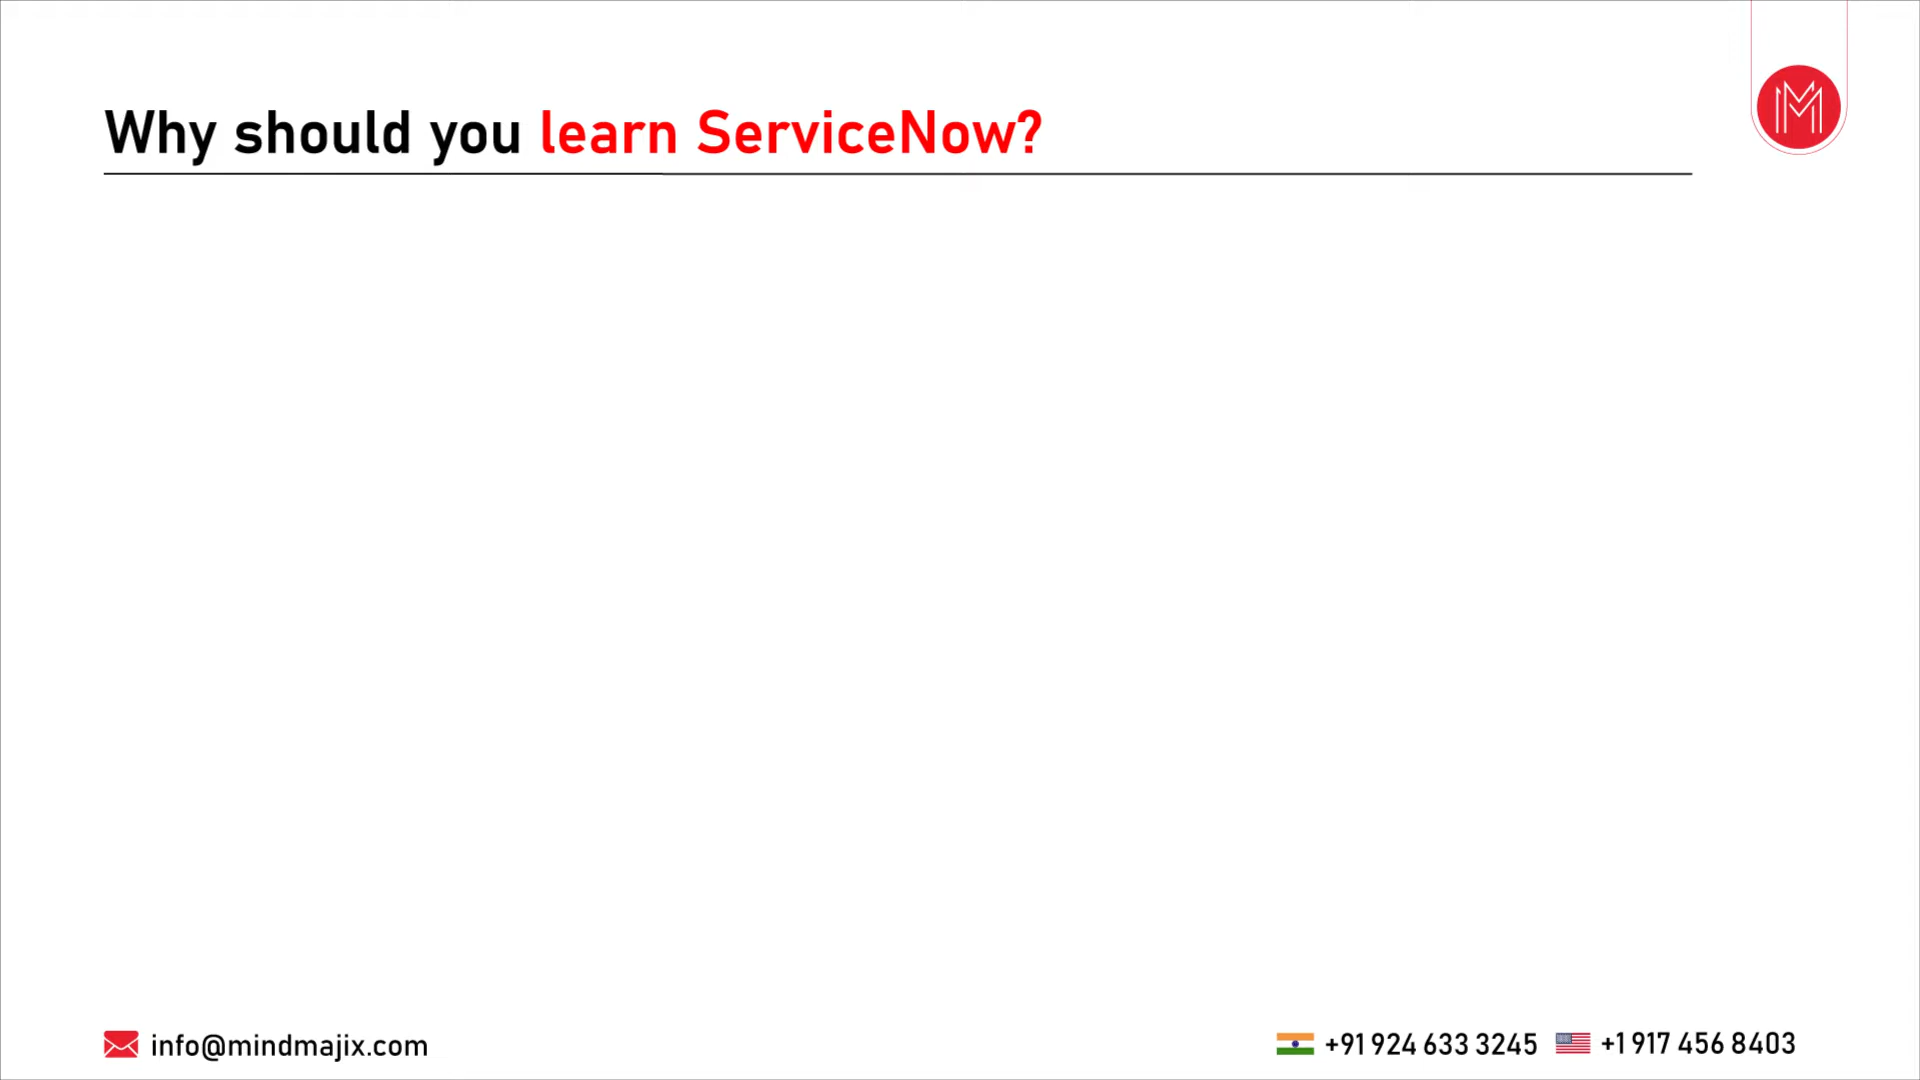 Why should you learn ServiceNow?
info@mindmajix.com
+91 924 633 3245
+1 917 456 8403